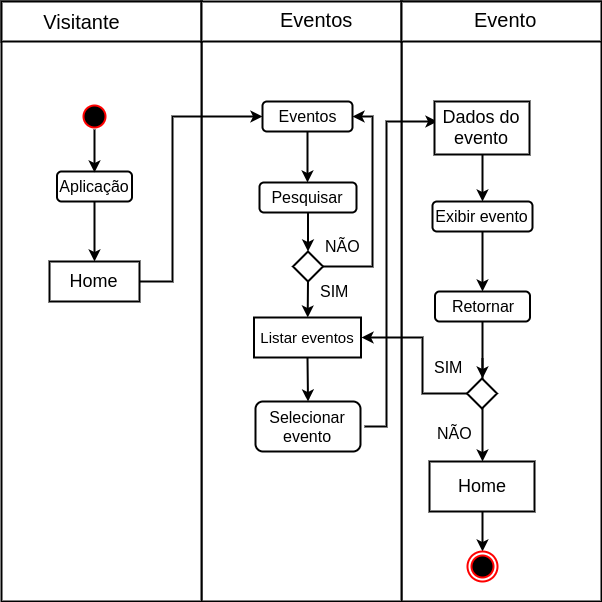 Visitante
Eventos
Evento
Aplicação
Home
Eventos
Pesquisar
NÃO
SIM
Listar eventos
Selecionar
evento
Dados do
evento
Exibir evento
Retornar
SIM
NÃO
Home